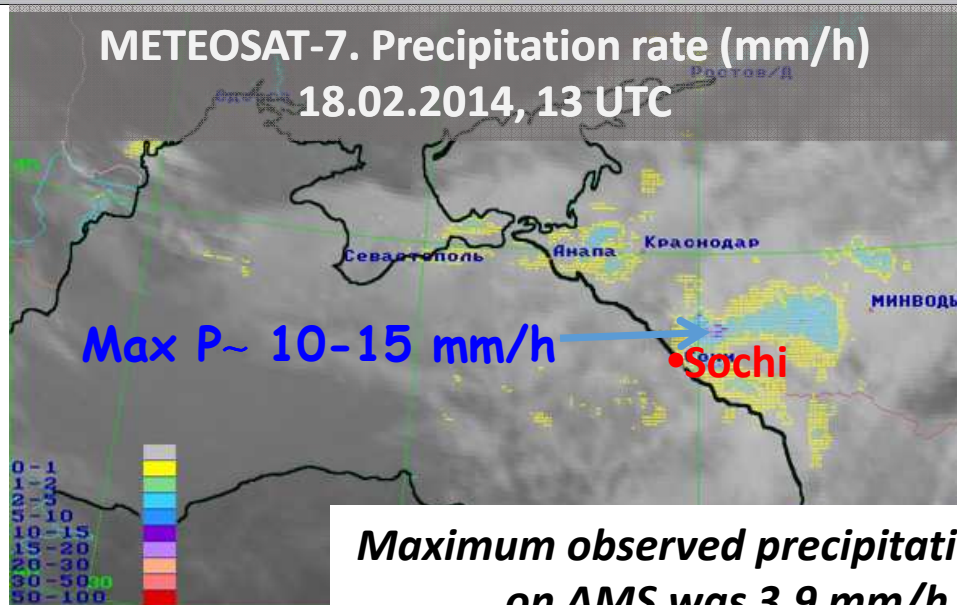 METEOSAT-7. Precipitation rate (mm/h)
18.02.2014, 13 UTC
Ростов/Д
Севастополь
Анапа
Краснодар
МИНВОДЫ
Max P~ 10-15 mm/h
Sochi
0-1
1-2
2-5
5-10
10-15
15-20
20-30
30-50
50-100
30
Maximum observed precipitati
on AMS was 3.9 mm/h